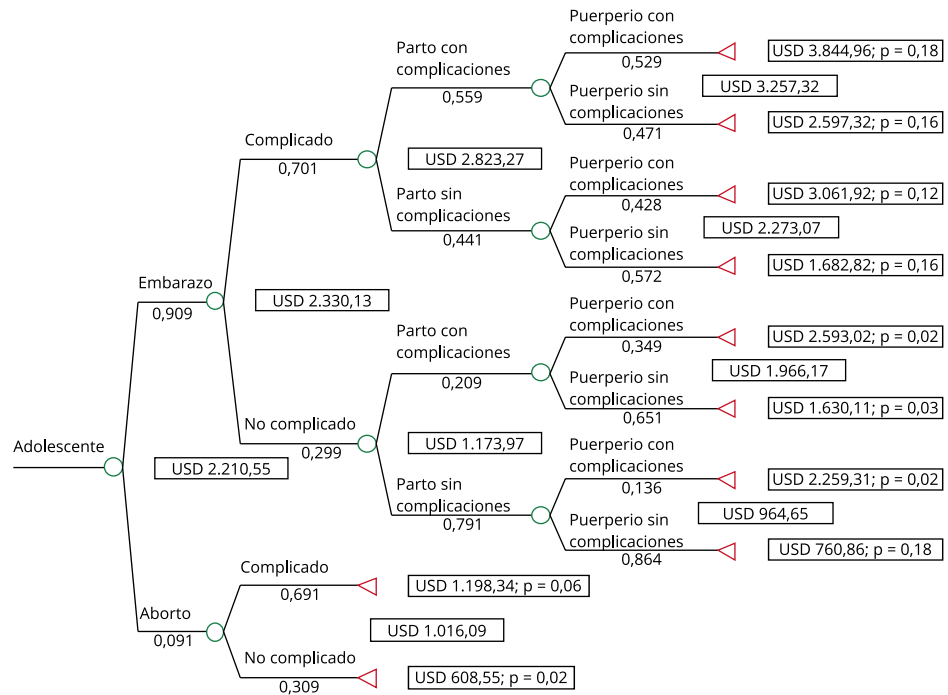 Puerperio con
complicaciones
0,529
USD 3.844,96; p = 0,18
Parto con
complicaciones
0,559
USD 3.257,32
Puerperio sin
complicaciones
0,471
USD 2.597,32; p = 0,16
Complicado
0,701
USD 2.823,27
Puerperio con
complicaciones
0,428
USD 3.061,92; p = 0,12
Parto sin
complicaciones
0,441
USD 2.273,07
Puerperio sin
complicaciones
0,572
USD 1.682,82; p = 0,16
Embarazo
0,909
USD 2.330,13
Puerperio con
complicaciones
0,349
USD 2.593,02; p = 0,02
Parto con
complicaciones
0,209
USD 1.966,17
Puerperio sin
complicaciones
0,651
USD 1.630,11; p = 0,03
No complicado
0,299
USD 1.173,97
Adolescente
USD 2.210,55
Puerperio con
complicaciones
0,136
USD 2.259,31; p = 0,02
Parto sin
complicaciones
0,791
USD 964,65
Puerperio sin
complicaciones
0,864
USD 760,86; p = 0,18
Complicado
0,691
USD 1.198,34; p = 0,06
Aborto
0,091
USD 1.016,09
No complicado
0,309
USD 608,55; p = 0,02